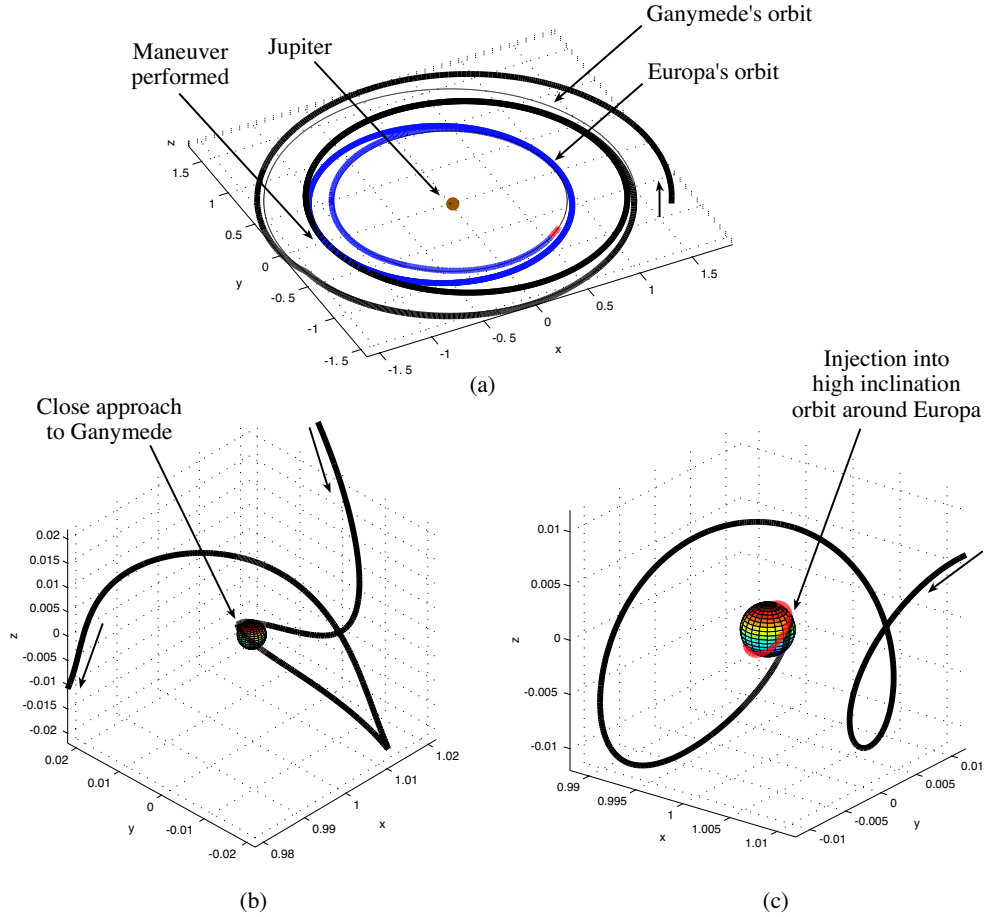 Ganymede's orbit
Maneuver
performed
Jupiter
Europa's orbit
z
1.5
1
0.5
0
-0. 5
-1
-1. 5
y
-1. 5
-1
-0. 5
0
0.5
1
1.5
x
(a)
Close approach
to Ganymede
0.02
0.015
0.01
0.005
0
-0.005
-0.01
-0.015
-0.02
z
0.02
0.01
0
-0.01
-0.02
y
0.98
0.99
1
1.01
1.02
x
(b)
Injection into
high inclination
orbit around Europa
0.01
0.005
0
-0.005
-0.01
z
0.99
0.995
1
1.005
1.01
x
-0.01
-0.005
0
0.005
0.01
y
(c)